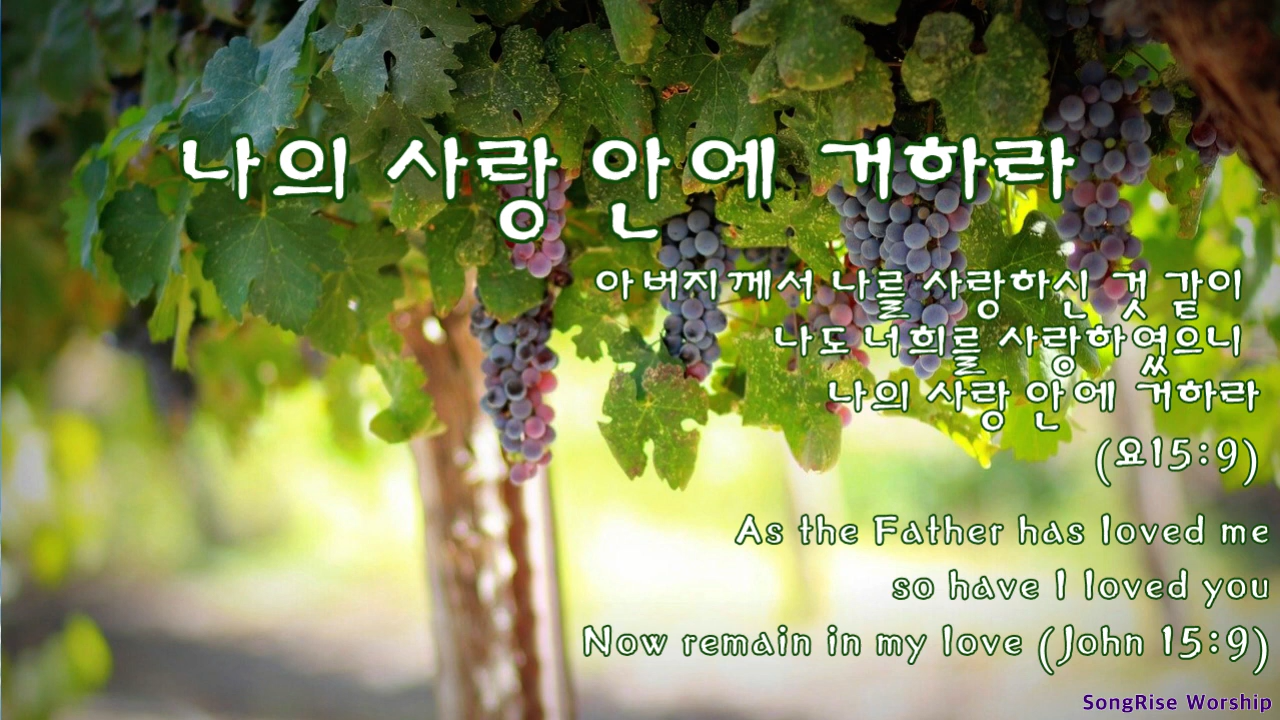 나의 사랑 안에 거하라
아버지께서 나를 사랑하신 것 같이
나도 너희를 사랑하였으니
나의 사랑 안에 거하라
(요15:9)
As the Father has loved me
so have I loved you
Now remain in my love (John 15:9)
SongRise Worship